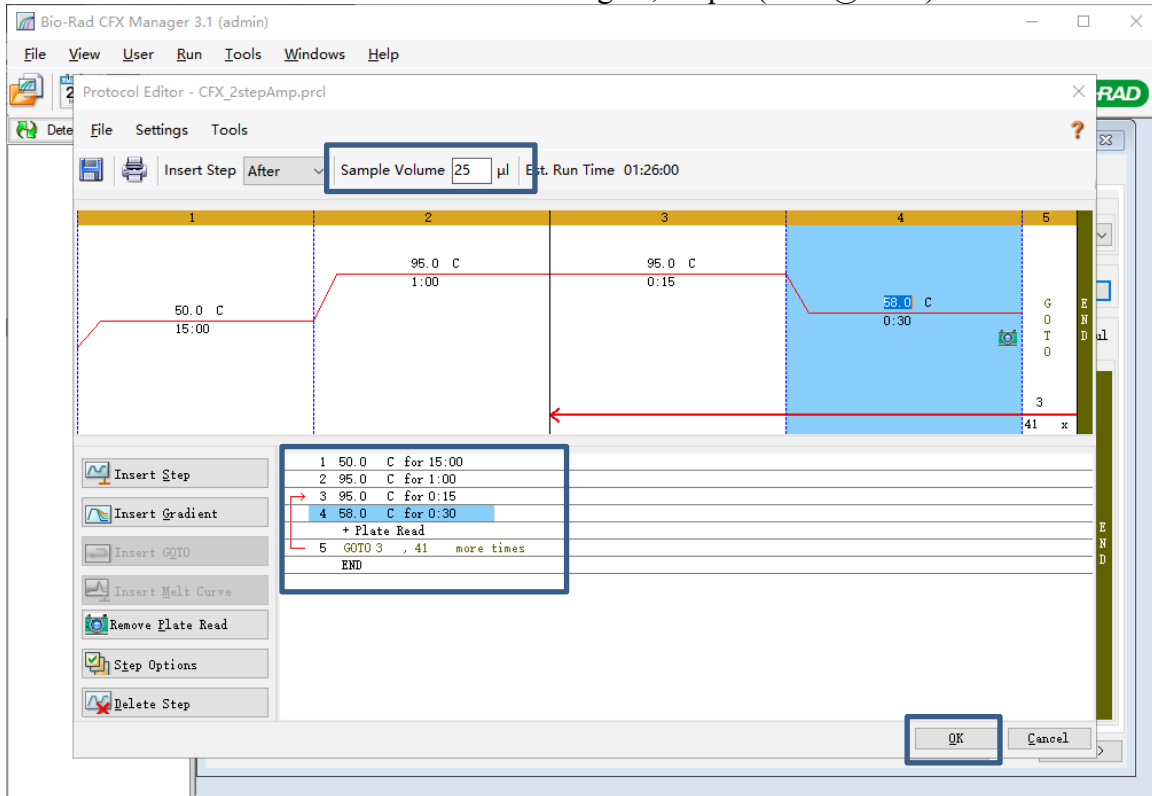 Bio-Rad CFX Manager 3.1 (admin)
File View User Run Tools Windows Help
Protocol Editor - CFX_2stepAmp.prcl
RAD
Dete
File Settings Tools ?
Insert Step After Sample Volume 25 µl Est. Run Time 01:26:00
1 2 3 4 5
50.0 C
15:00
95.0 C
1:00
95.0 C
0:15
58.0 C
0:30
GOTO
3
41 x
END
ul
Insert Step
Insert Gradient
Insert GOTO
Insert Melt Curve
Remove Plate Read
Step Options
Delete Step
1 50.0 C for 15:00
2 95.0 C for 1:00
3 95.0 C for 0:15
4 58.0 C for 0:30
+ Plate Read
5 GOTO 3 , 41 more times
END
END
OK Cancel